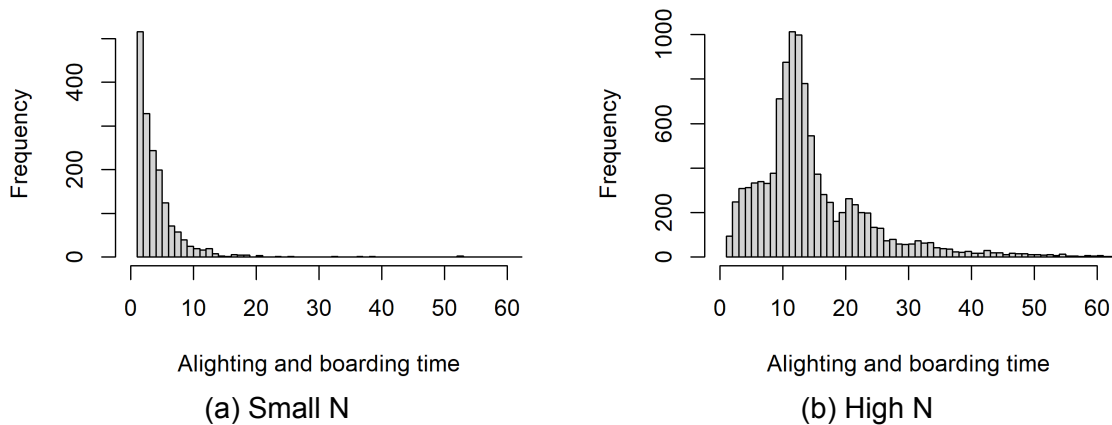 Frequency
400
200
0
0 10 20 30 40 50 60
Alighting and boarding time
(a) Small N
Frequency
1000
600
200
0
0 10 20 30 40 50 60
Alighting and boarding time
(b) High N